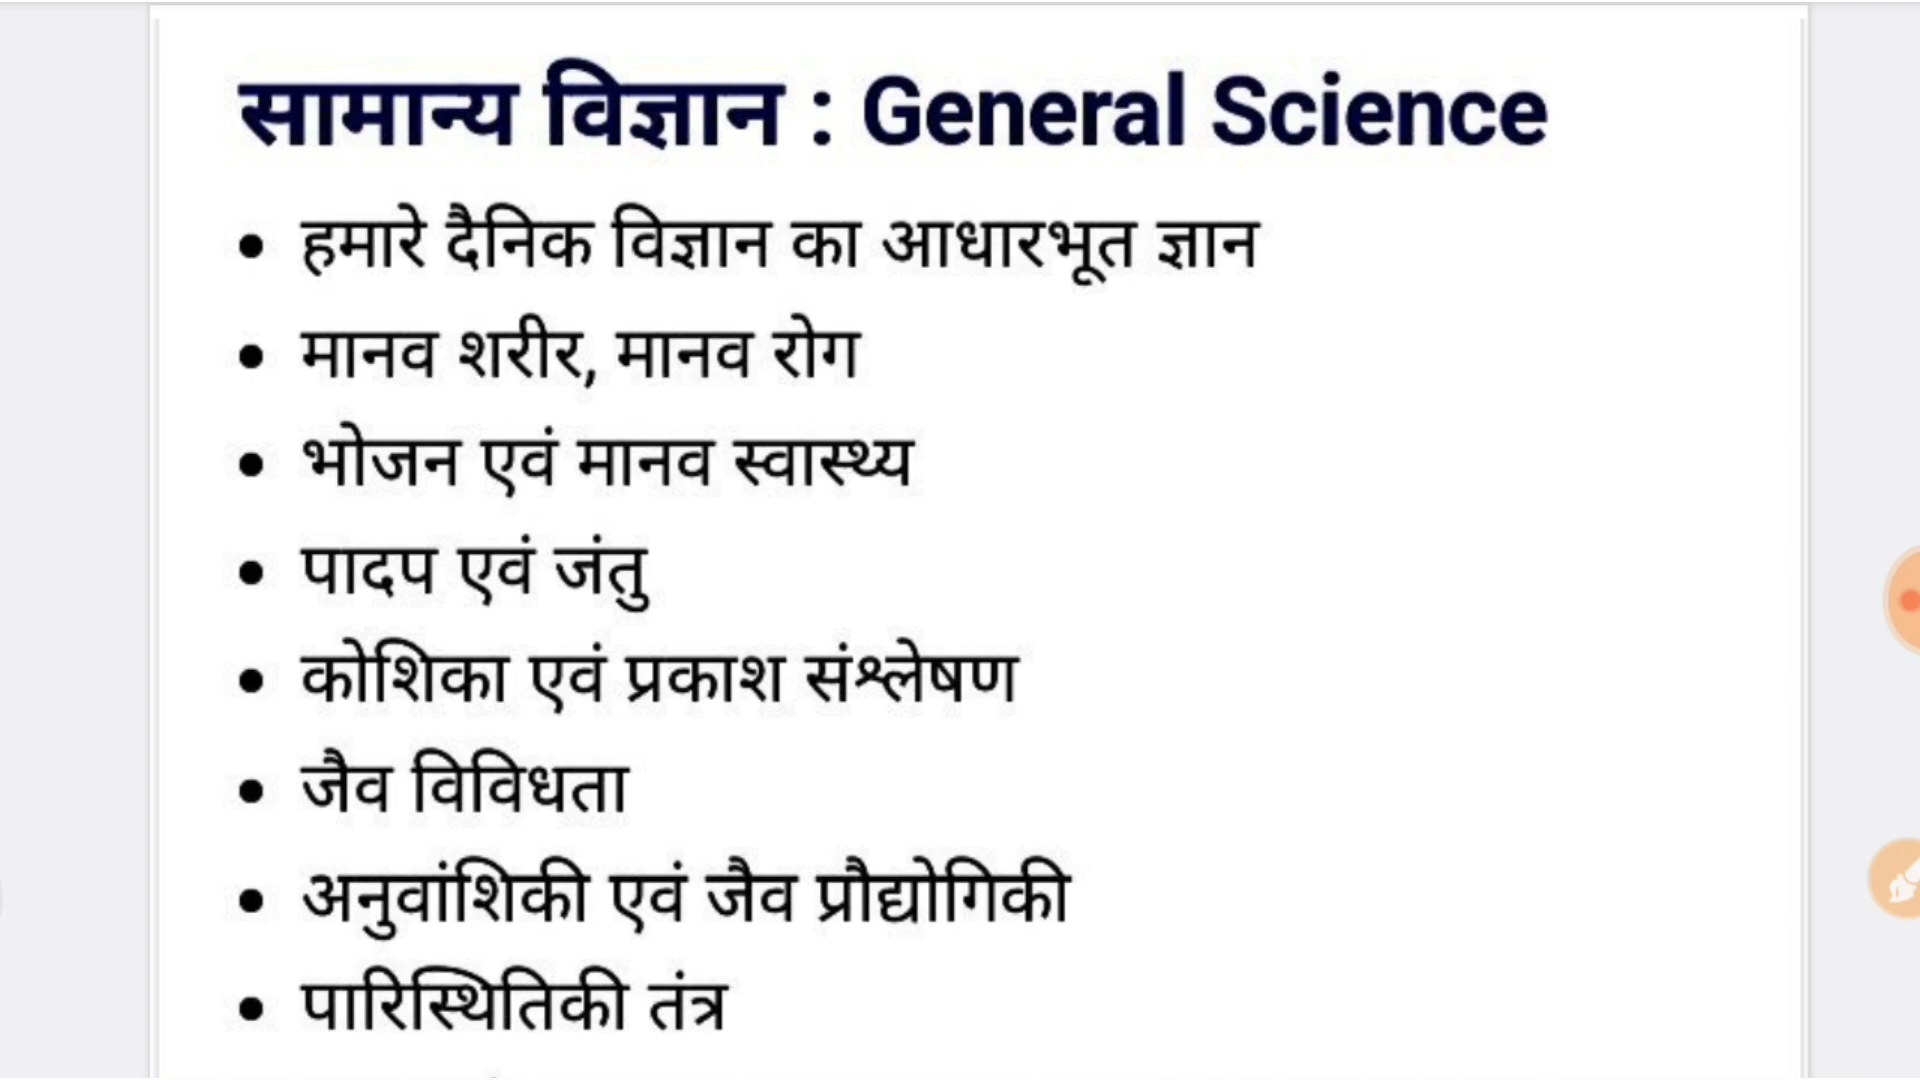 सामान्य विज्ञान : General Science
• हमारे दैनिक विज्ञान का आधारभूत ज्ञान
• मानव शरीर, मानव रोग
• भोजन एवं मानव स्वास्थ्य
• पादप एवं जंतु
• कोशिका एवं प्रकाश संश्लेषण
• जैव विविधता
• अनुवांशिकी एवं जैव प्रौद्योगिकी
• पारिस्थितिकी तंत्र